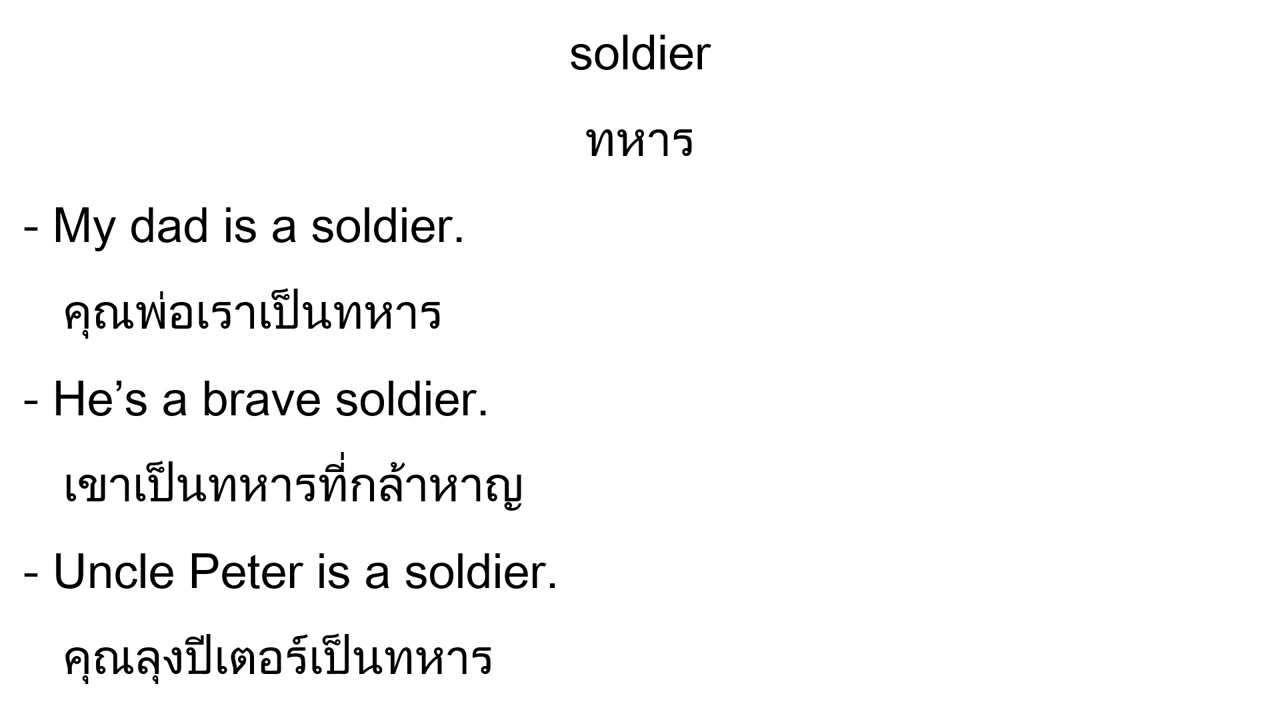 soldier
ทหาร
- My dad is a soldier.
คุณพ่อเราเป็นทหาร
- He’s a brave soldier.
เขาเป็นทหารที่กล้าหาญ
- Uncle Peter is a soldier.
คุณลุงปีเตอร์เป็นทหาร